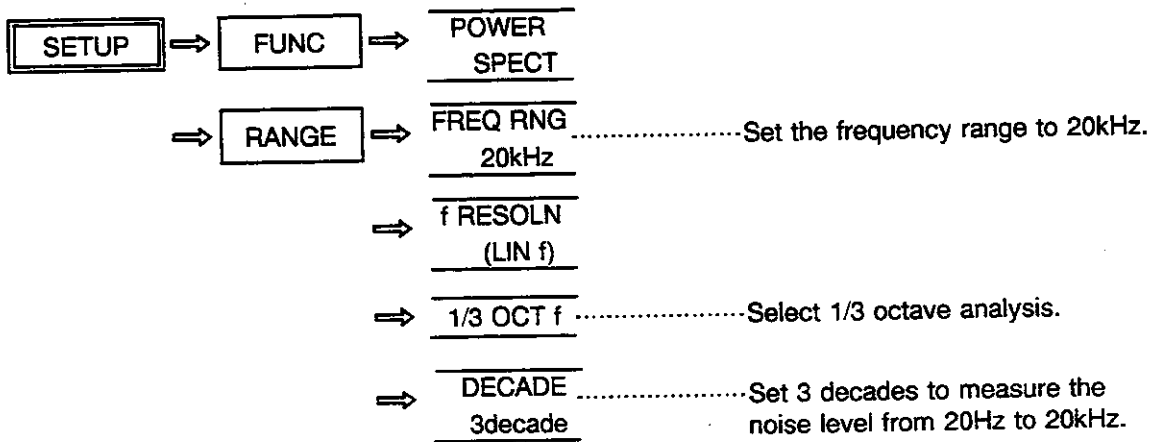 SETUP ⇒ FUNC ⇒ POWER
SPECT
⇒ RANGE ⇒ FREQ RNG ..................Set the frequency range to 20kHz.
20kHz
⇒ f RESOLN
(LIN f)
⇒ 1/3 OCT f ..................Select 1/3 octave analysis.
⇒ DECADE ..................Set 3 decades to measure the
3decade noise level from 20Hz to 20kHz.